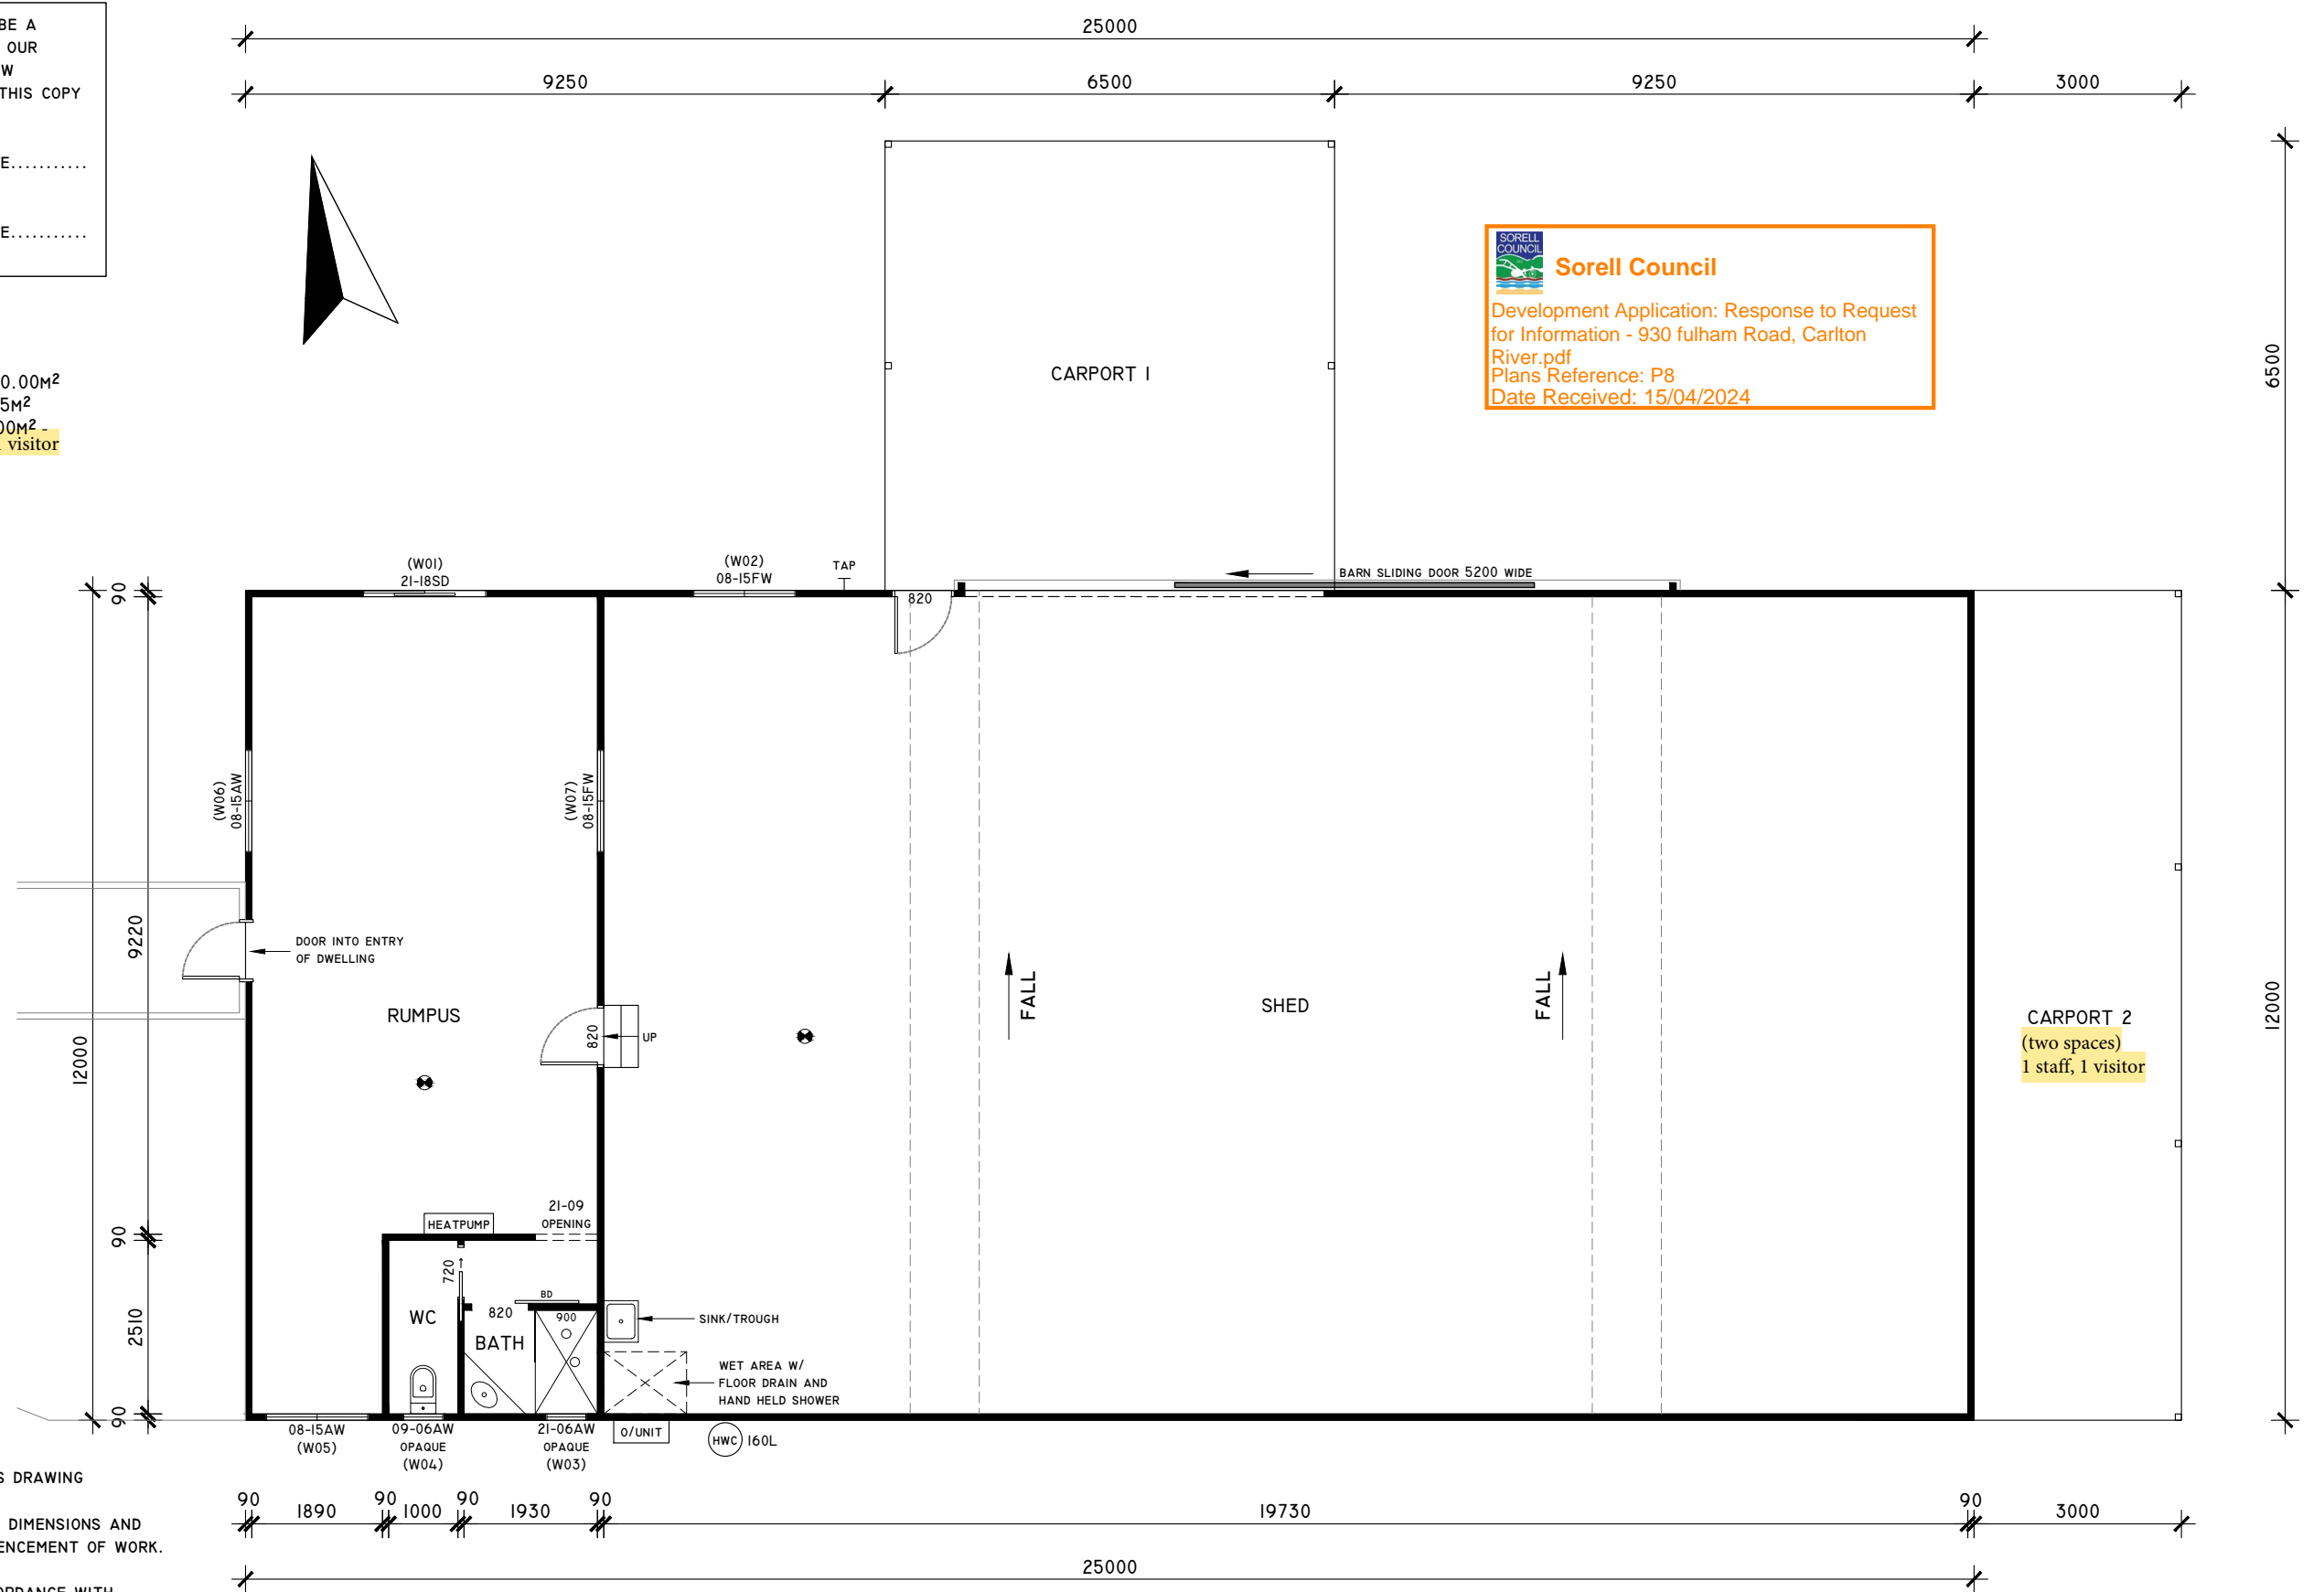 BE A
OUR
W
THIS COPY
E...........
E...........
0.00M²
5M²
00M² -
visitor
25000
9250
6500
9250
3000
SORELL
COUNCIL
Sorell Council
Development Application: Response to Request
for Information - 930 fulham Road, Carlton
River.pdf
Plans Reference: P8
Date Received: 15/04/2024
CARPORT 1
6500
(W01)
21-18SD
(W02)
08-15FW
TAP
820
BARN SLIDING DOOR 5200 WIDE
90
(W06)
08-15AW
(W07)
08-15FW
9220
12000
DOOR INTO ENTRY
OF DWELLING
RUMPUS
820
UP
FALL
SHED
FALL
CARPORT 2
(two spaces)
1 staff, 1 visitor
12000
90
HEATPUMP
21-09
OPENING
720
BD
WC
820
900
BATH
2510
SINK/TROUGH
WET AREA W/
FLOOR DRAIN AND
HAND HELD SHOWER
90
08-15AW
(W05)
09-06AW
OPAQUE
(W04)
21-06AW
OPAQUE
(W03)
O/UNIT
HWC 160L
S DRAWING
DIMENSIONS AND
ENCEMENT OF WORK.
ORDANCE WITH
90
1890
90
1000
90
1930
90
19730
90
3000
25000